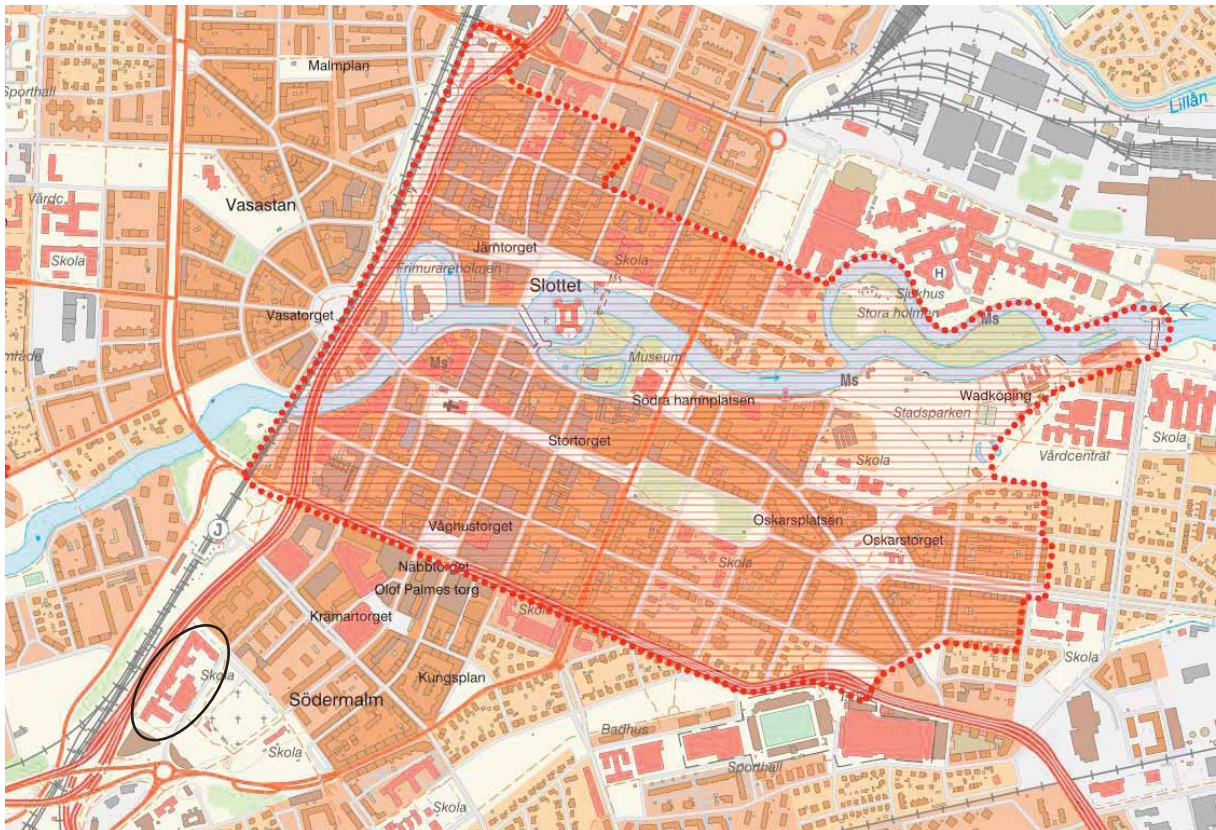 Malmplan
Sporthall
Lillån
Vårdc.
Vasastan
Skola
Järntorget
Skola
Frimurareholmen
Slottet
Ms
H
Sjukhus
Stora holmen
Ms
Vasatorget
R
Ms
Museum
Ms
Wadköping
Södra hamnplatsen
Stadsparken
Stortorget
Skola
Vårdcentral
Skola
Våghustorget
Oskarsplatsen
J
Oskarstorget
Näbbtorget
Skola
Olof Palmes torg
Krämartorget
Skola
Skola
Skola
Kungsplan
Södermalm
Skola
Badhus
Sporthall
Skola